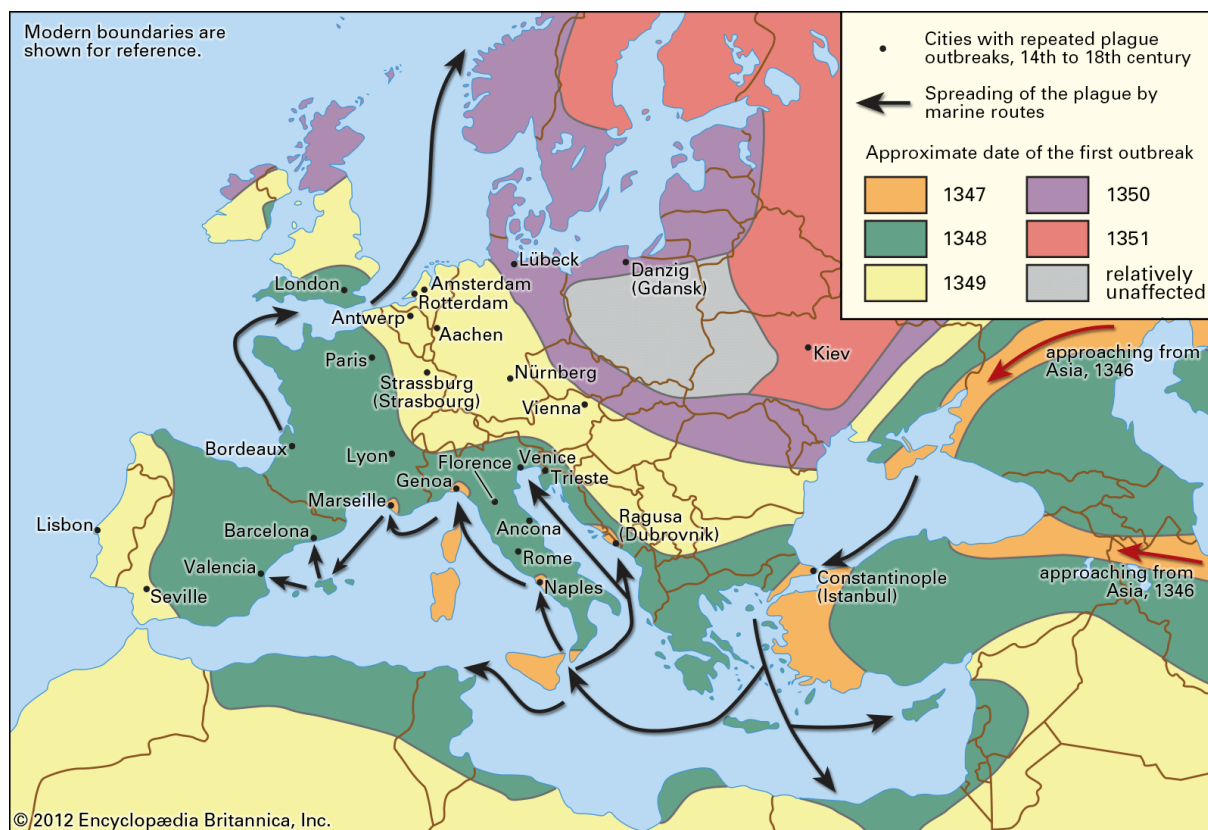 Modern boundaries are
shown for reference.
Cities with repeated plague
outbreaks, 14th to 18th century
Spreading of the plague by
marine routes
Approximate date of the first outbreak
1347
1350
1348
1351
1349
relatively
unaffected
Lübeck
Danzig
(Gdansk)
London
Amsterdam
Rotterdam
Antwerp
Aachen
Kiev
approaching from
Asia, 1346
Paris
Strassburg
(Strasbourg)
Nürnberg
Vienna
Bordeaux
Lyon
Florence
Venice
Trieste
Genoa
Marseille
Lisbon
Barcelona
Ancona
Ragusa
(Dubrovnik)
Rome
Valencia
Seville
Naples
Constantinople
(Istanbul)
approaching from
Asia, 1346
© 2012 Encyclopædia Britannica, Inc.